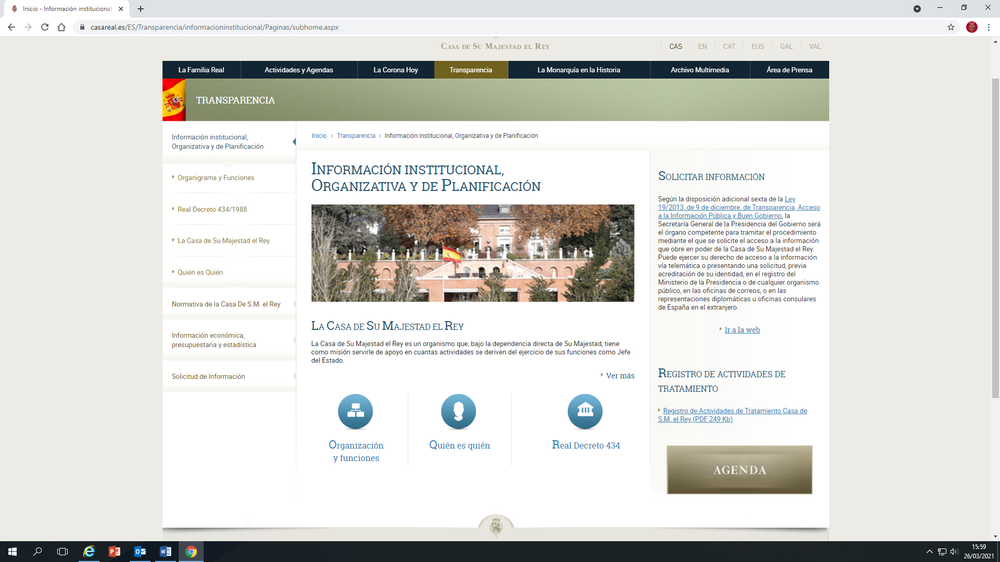 Inicio - Información institucional,
casareal.es/ES/Transparencia/informacioninstitucional/Paginas/subhome.aspx
Casa de Su Majestad el Rey
CAS EN CAT EUS GAL VAL
La Familia Real Actividades y Agendas La Corona Hoy Transparencia La Monarquía en la Historia Archivo Multimedia Área de Prensa
TRANSPARENCIA
Información institucional,
Organizativa y de Planificación
Organigrama y Funciones
Real Decreto 434/1988
La Casa de Su Majestad el Rey
Quién es Quién
Normativa de la Casa De S.M. el Rey
Información económica,
presupuestaria y estadística
Solicitud de Información
Inicio > Transparencia > Información institucional, Organizativa y de Planificación
Información institucional,
Organizativa y de Planificación
La Casa de Su Majestad el Rey
La Casa de Su Majestad el Rey es un organismo que, bajo la dependencia directa de Su Majestad, tiene
como misión servirle de apoyo en cuantas actividades se deriven del ejercicio de sus funciones como Jefe
del Estado.
Ver más
Organización
y funciones
Quién es quién
Real Decreto 434
Solicitar información
Según la disposición adicional sexta de la Ley
19/2013, de 9 de diciembre, de Transparencia, Acceso
a la Información Pública y Buen Gobierno, la
Secretaría General de la Presidencia del Gobierno será
el órgano competente para tramitar el procedimiento
mediante el que se solicite el acceso a la información
que obre en poder de la Casa de Su Majestad el Rey.
Puede ejercer su derecho de acceso a la información
vía telemática o presentando una solicitud, previa
acreditación de su identidad, en el registro del
Ministerio de la Presidencia o de cualquier organismo
público, en las oficinas de correos, o en las
representaciones diplomáticas u oficinas consulares
de España en el extranjero.
Ir a la web
Registro de actividades de
tratamiento
Registro de Actividades de Tratamiento Casa de
S.M. el Rey (PDF 249 Kb)
AGENDA
15:59
26/03/2021